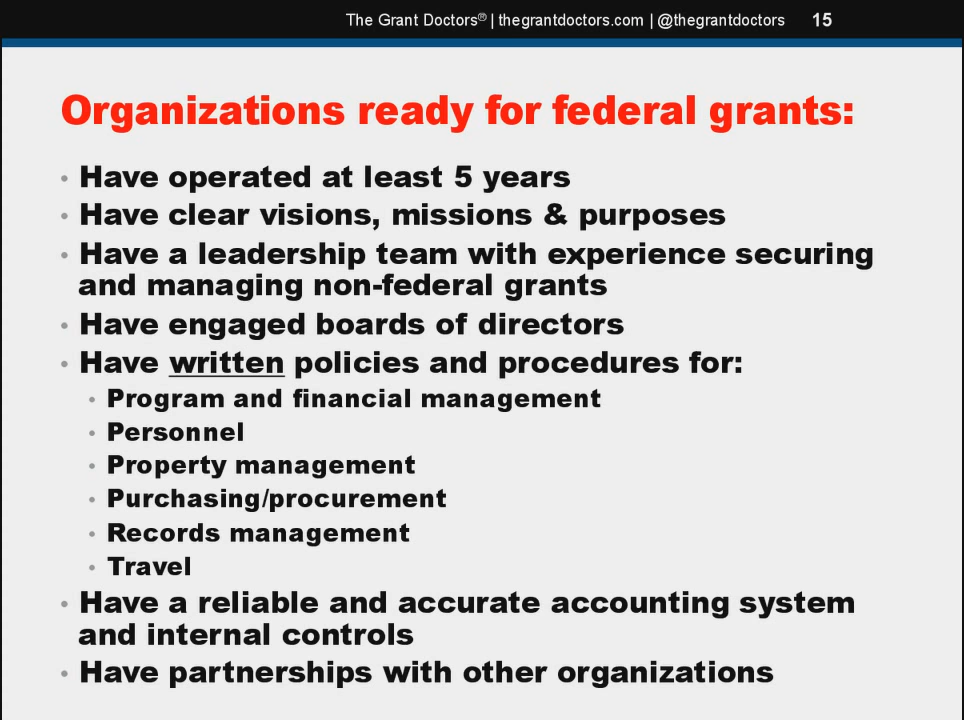 The Grant Doctors® | thegrantdoctors.com | @thegrantdoctors 15
Organizations ready for federal grants:
• Have operated at least 5 years
• Have clear visions, missions & purposes
• Have a leadership team with experience securing
and managing non-federal grants
• Have engaged boards of directors
• Have written policies and procedures for:
• Program and financial management
• Personnel
• Property management
• Purchasing/procurement
• Records management
• Travel
• Have a reliable and accurate accounting system
and internal controls
• Have partnerships with other organizations